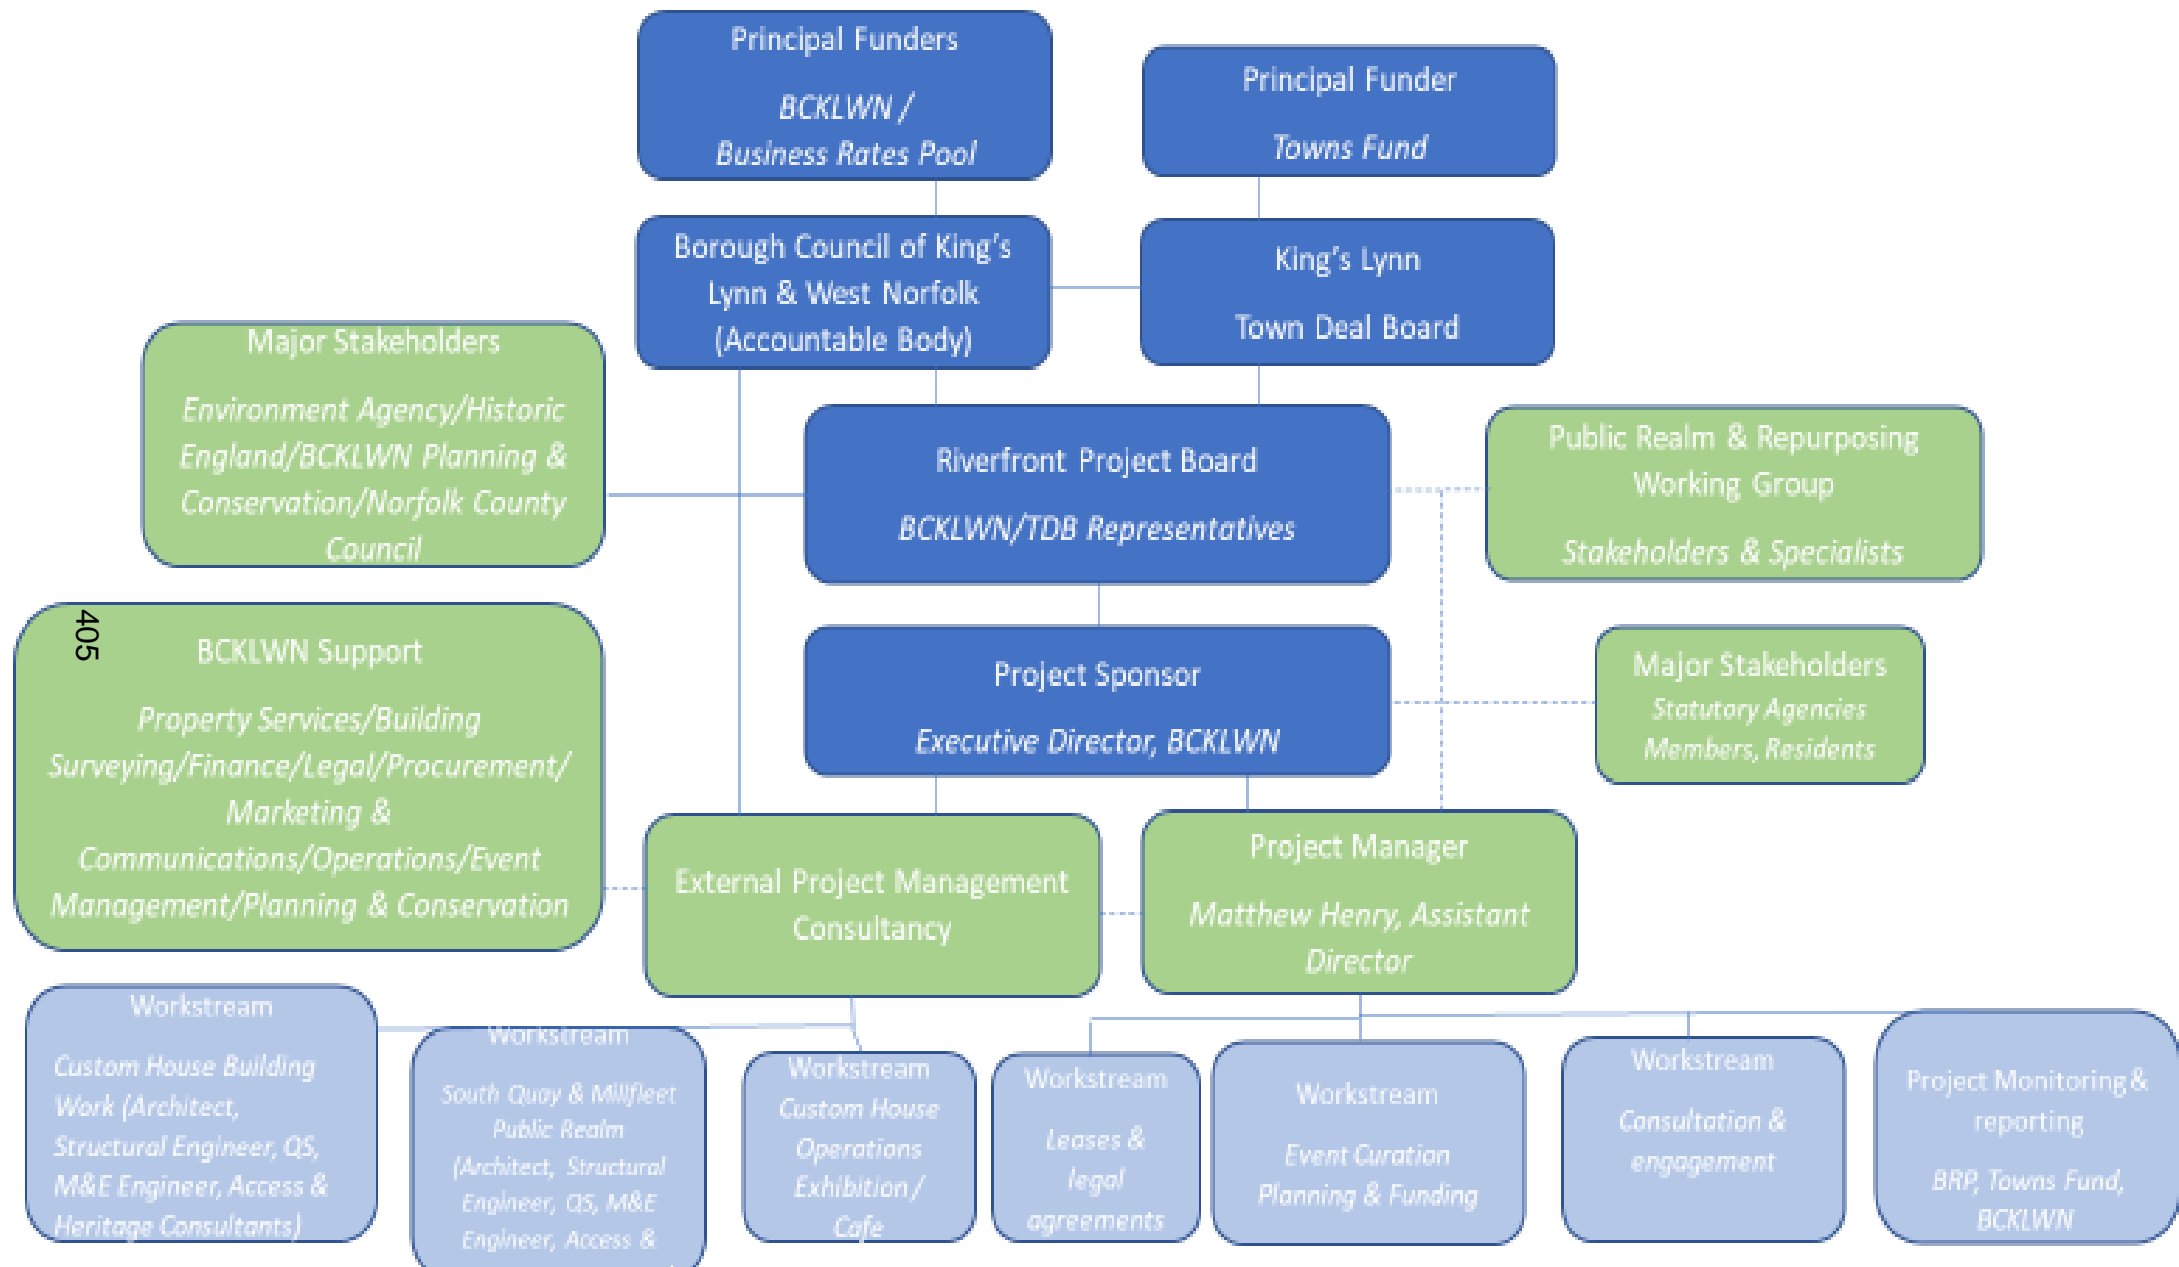 Principal Funders
BCKLWN /
Business Rates Pool
Principal Funder
Towns Fund
Borough Council of King's
Lynn & West Norfolk
(Accountable Body)
King's Lynn
Town Deal Board
Major Stakeholders
Environment Agency/Historic
England/BCKLWN Planning &
Conservation/Norfolk County
Council
Riverfront Project Board
BCKLWN/TDB Representatives
Public Realm & Repurposing
Working Group
Stakeholders & Specialists
405
BCKLWN Support
Property Services/Building
Surveying/Finance/Legal/Procurement/
Marketing &
Communications/Operations/Event
Management/Planning & Conservation
Project Sponsor
Executive Director, BCKLWN
Major Stakeholders
Statutory Agencies
Members, Residents
External Project Management
Consultancy
Project Manager
Matthew Henry, Assistant
Director
Workstream
Custom House Building
Work (Architect,
Structural Engineer, QS,
M&E Engineer, Access &
Heritage Consultants)
Workstream
South Quay & Millfleet
Public Realm
(Architect, Structural
Engineer, QS, M&E
Engineer, Access &
Workstream
Custom House
Operations
Exhibition /
Cafe
Workstream
Leases &
legal
agreements
Workstream
Event Curation
Planning & Funding
Workstream
Consultation &
engagement
Project Monitoring &
reporting
BRP, Towns Fund,
BCKLWN